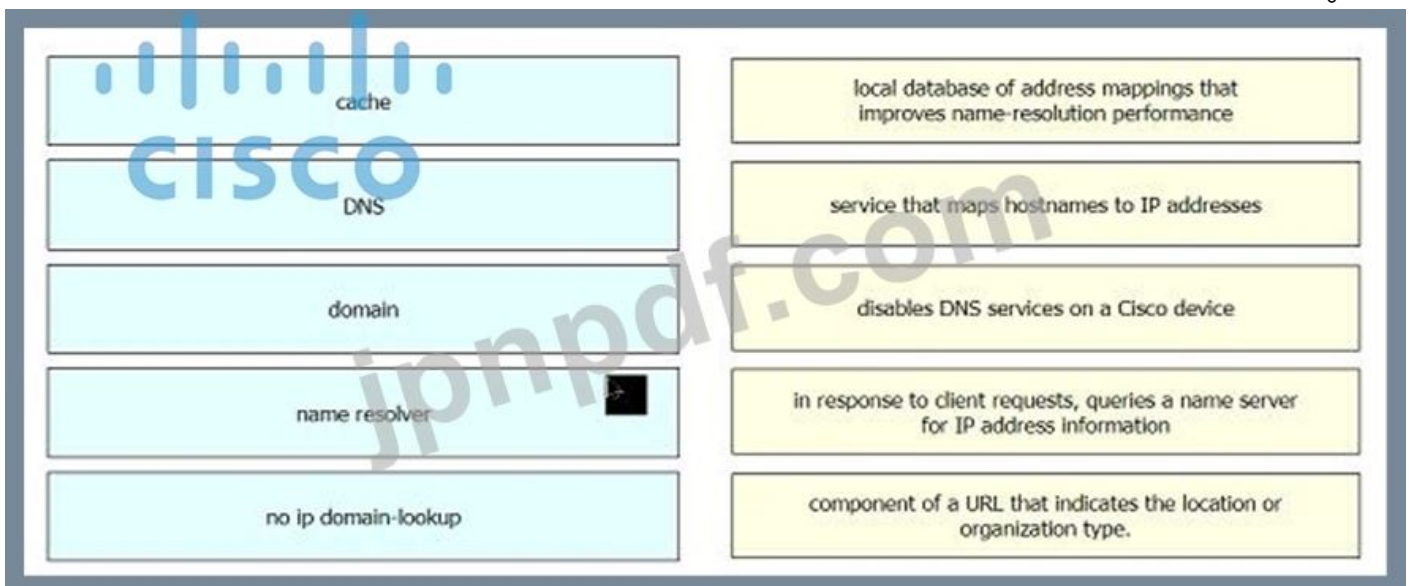 cache
CISCO
DNS
domain
name resolver
no ip domain-lookup
local database of address mappings that
improves name-resolution performance
service that maps hostnames to IP addresses
disables DNS services on a Cisco device
in response to client requests, queries a name server
for IP address information
component of a URL that indicates the location or
organization type.
jpnpdf.com